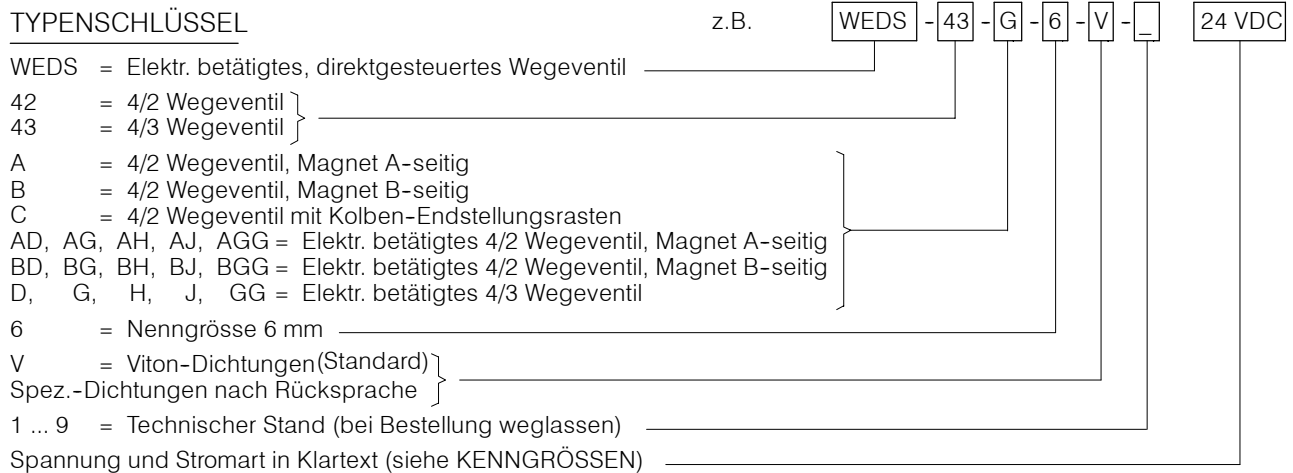 TYPENSCHLÜSSEL z.B. WEDS - 43 - G - 6 - V - _ 24 VDC
WEDS = Elektr. betätigtes, direktgesteuertes Wegeventil
42 = 4/2 Wegeventil
43 = 4/3 Wegeventil
A = 4/2 Wegeventil, Magnet A-seitig
B = 4/2 Wegeventil, Magnet B-seitig
C = 4/2 Wegeventil mit Kolben-Endstellungsrasten
AD, AG, AH, AJ, AGG = Elektr. betätigtes 4/2 Wegeventil, Magnet A-seitig
BD, BG, BH, BJ, BGG = Elektr. betätigtes 4/2 Wegeventil, Magnet B-seitig
D, G, H, J, GG = Elektr. betätigtes 4/3 Wegeventil
6 = Nenngrösse 6 mm
V = Viton-Dichtungen (Standard)
Spez.-Dichtungen nach Rücksprache
1 ... 9 = Technischer Stand (bei Bestellung weglassen)
Spannung und Stromart in Klartext (siehe KENNGRÖSSEN)